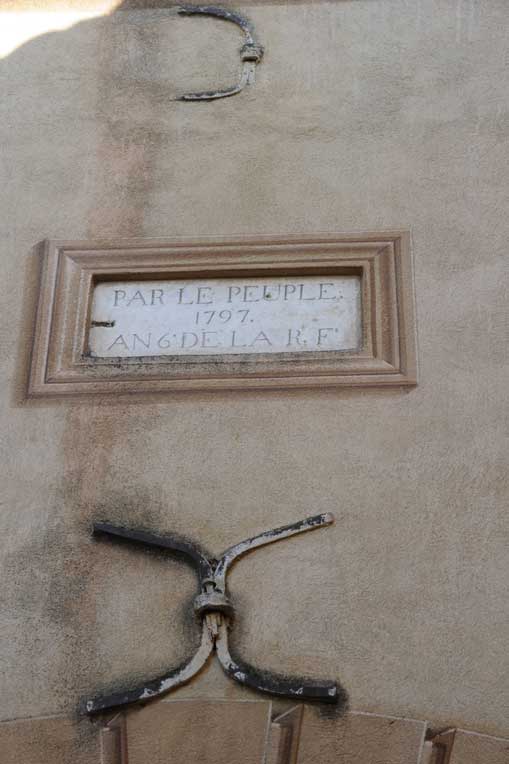 PAR LE PEUPLE.
1797.
AN 6. DE LA R. F.